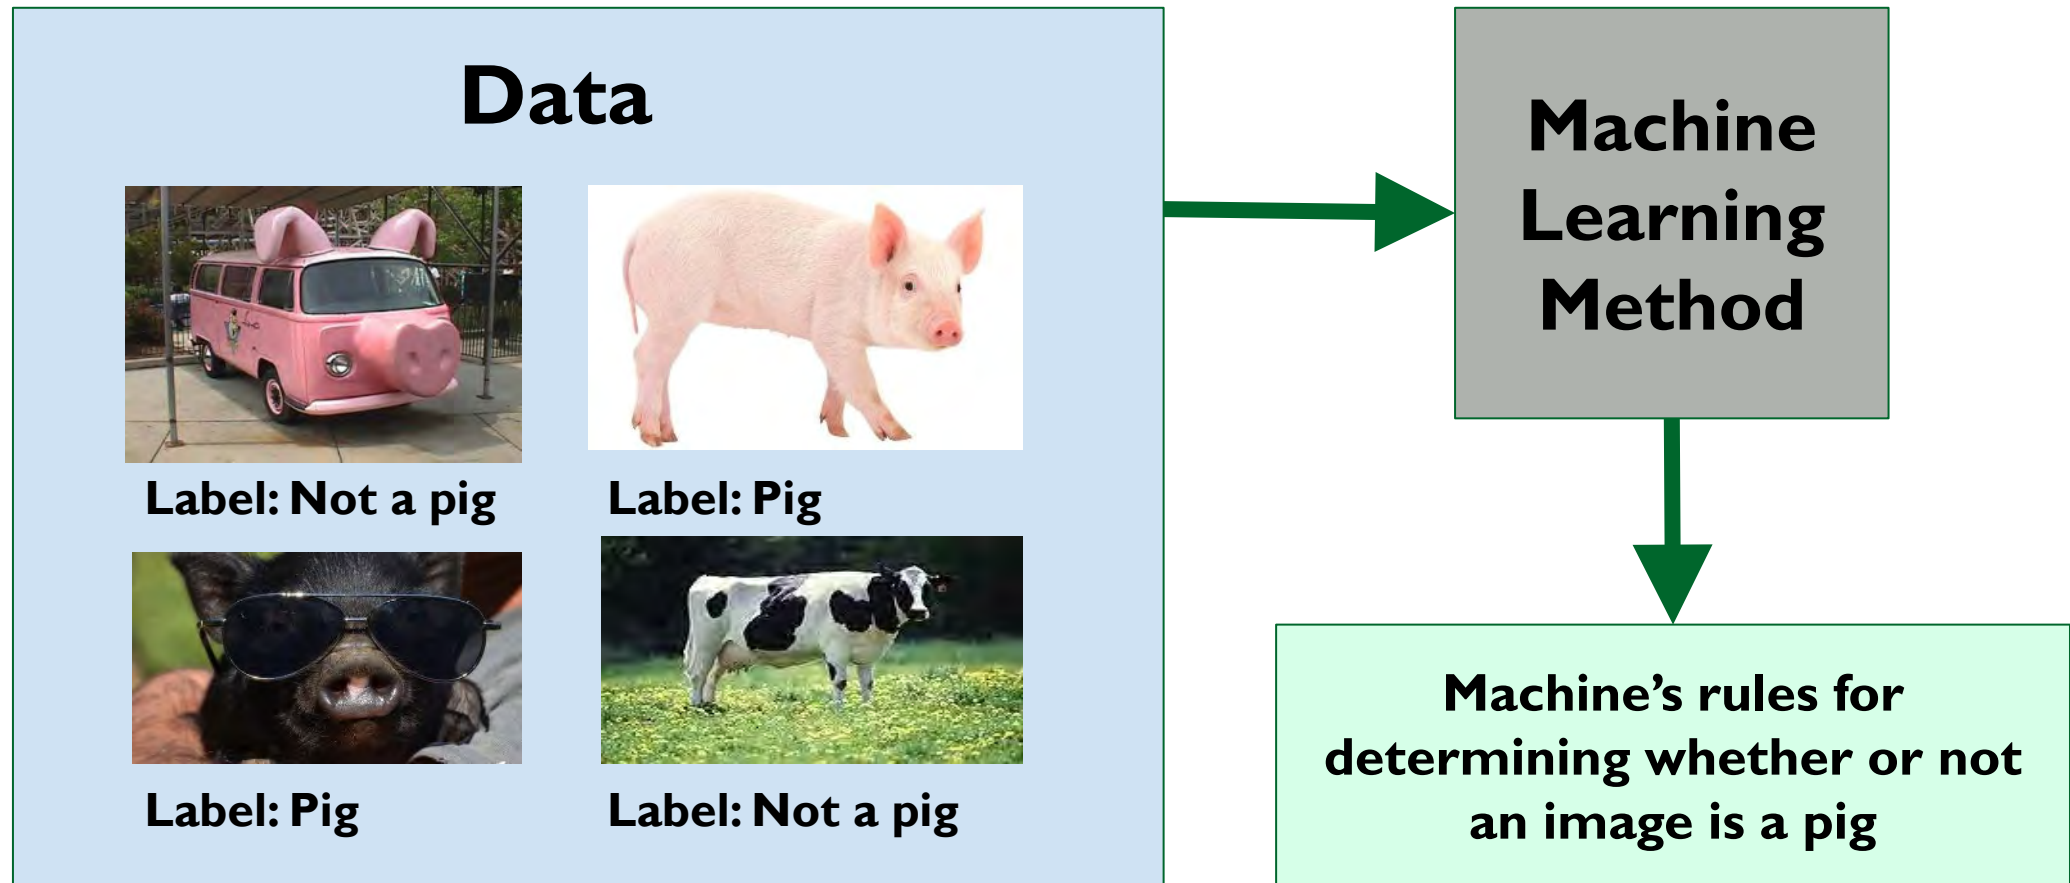 Data
Label: Not a pig
Label: Pig
Label: Pig
Label: Not a pig
Machine
Learning
Method
Machine’s rules for
determining whether or not
an image is a pig